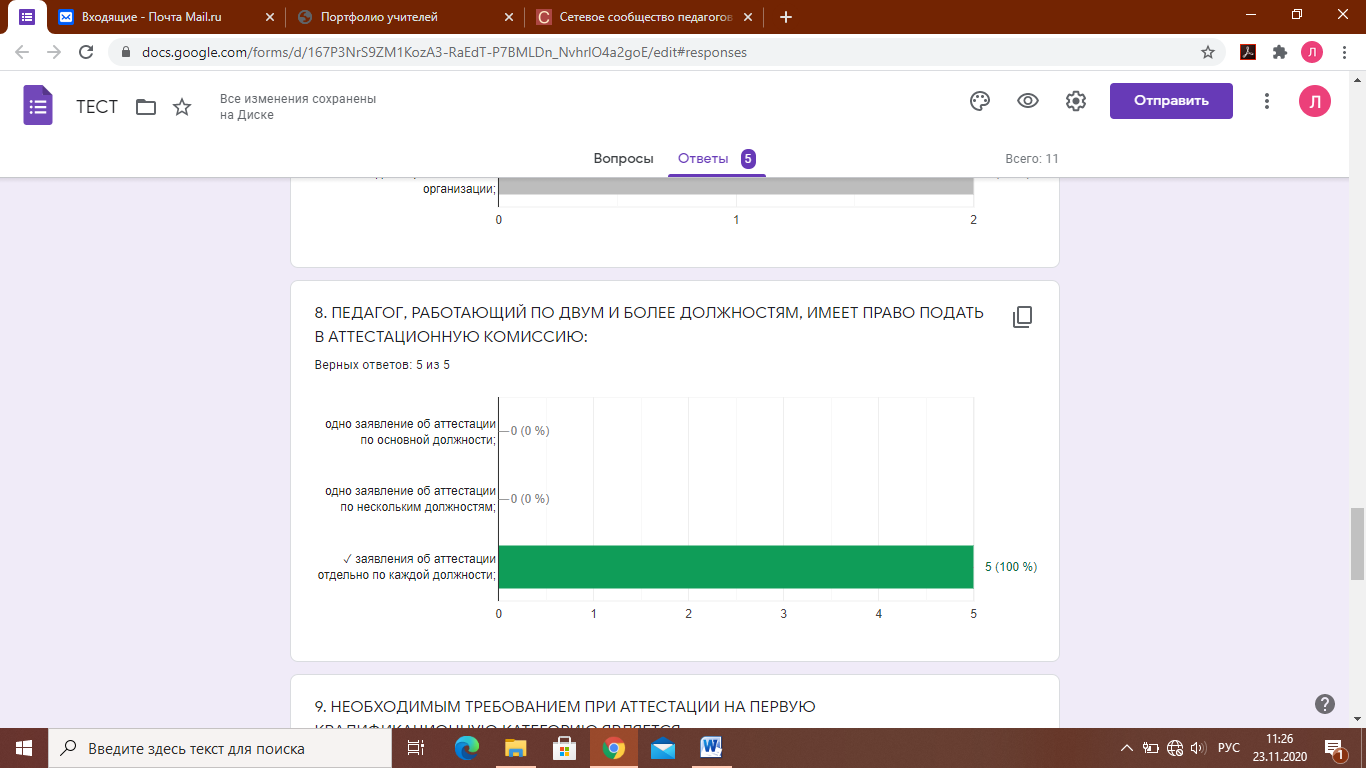 Входящие - Почта Mail.ru
Портфолио учителей
Сетевое сообщество педагогов
docs.google.com/forms/d/167P3NrS9ZM1KozA3-RaEdT-P7BMLDn_NvhrlO4a2goE/edit#responses
Л
ТЕСТ
Все изменения сохранены
на Диске
Отправить
Л
Вопросы
Ответы 5
Всего: 11
организации;
0 1 2
8. ПЕДАГОГ, РАБОТАЮЩИЙ ПО ДВУМ И БОЛЕЕ ДОЛЖНОСТЯМ, ИМЕЕТ ПРАВО ПОДАТЬ
В АТТЕСТАЦИОННУЮ КОМИССИЮ:
Верных ответов: 5 из 5
одно заявление об аттестации
по основной должности;
0 (0 %)
одно заявление об аттестации
по нескольким должностям;
0 (0 %)
✓ заявления об аттестации
отдельно по каждой должности;
5 (100 %)
0 1 2 3 4 5
9. НЕОБХОДИМЫМ ТРЕБОВАНИЕМ ПРИ АТТЕСТАЦИИ НА ПЕРВУЮ
КВАЛИФИКАЦИОННУЮ КАТЕГОРИЮ ЯВЛЯЕТСЯ
Введите здесь текст для поиска
РУС
11:26
23.11.2020
1